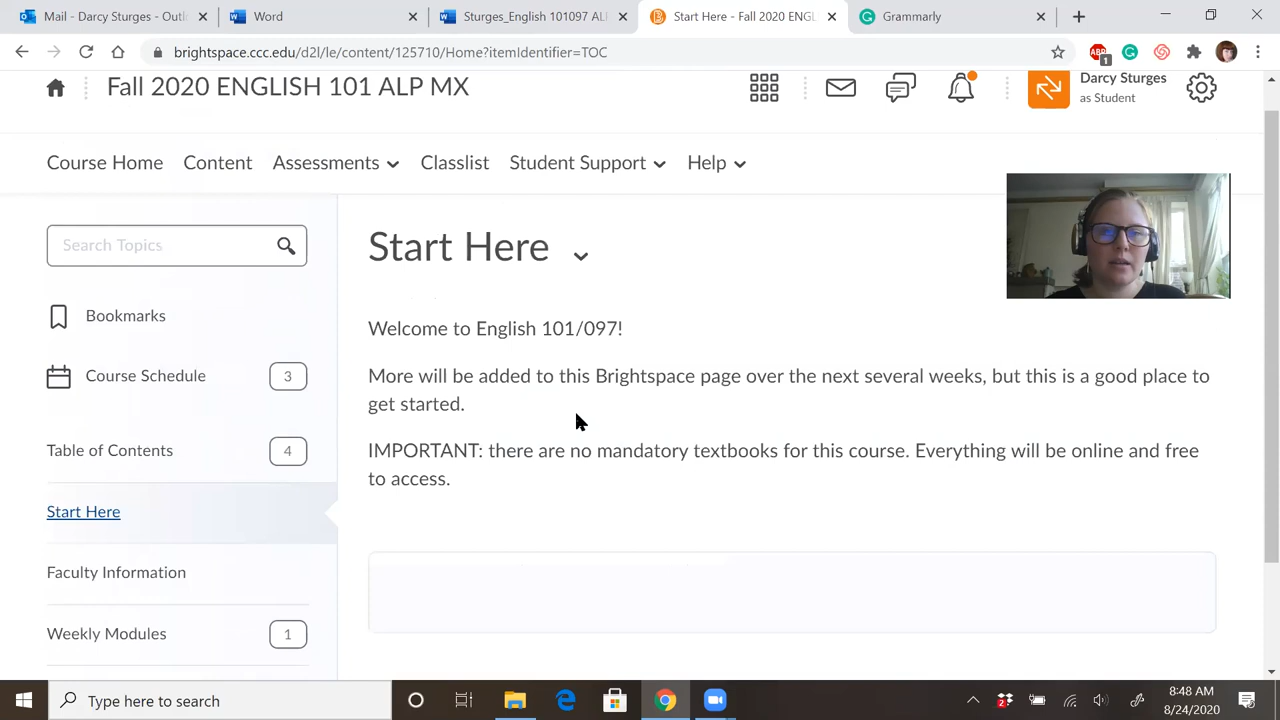 Mail - Darcy Sturges - Outl
Word
Sturges_English 101097 AL
Start Here - Fall 2020 ENGL
Grammarly
brightspace.ccc.edu/d2l/le/content/125710/Home?itemIdentifier=TOC
ABP
1
Fall 2020 ENGLISH 101 ALP MX
Darcy Sturges
as Student
Course Home
Content
Assessments
Classlist
Student Support
Help
Search Topics
Start Here
Bookmarks
Welcome to English 101/097!
Course Schedule
3
More will be added to this Brightspace page over the next several weeks, but this is a good place to
get started.
Table of Contents
4
IMPORTANT: there are no mandatory textbooks for this course. Everything will be online and free
to access.
Start Here
Faculty Information
Weekly Modules
1
Type here to search
2
8:48 AM
8/24/2020